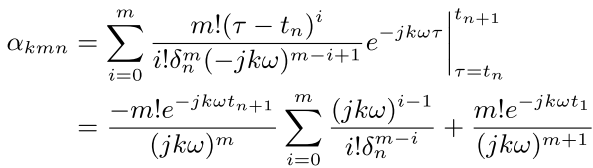 \alpha_{kmn} = \sum_{i=0}^{m} \frac{m!(\tau - t_n)^i}{i!\delta_n^m(-jk\omega)^{m-i+1}} e^{-jk\omega\tau} \Big|_{\tau=t_n}^{t_{n+1}}
= \frac{-m!e^{-jk\omega t_{n+1}}}{(jk\omega)^m} \sum_{i=0}^{m} \frac{(jk\omega)^{i-1}}{i!\delta_n^{m-i}} + \frac{m!e^{-jk\omega t_1}}{(jk\omega)^{m+1}}